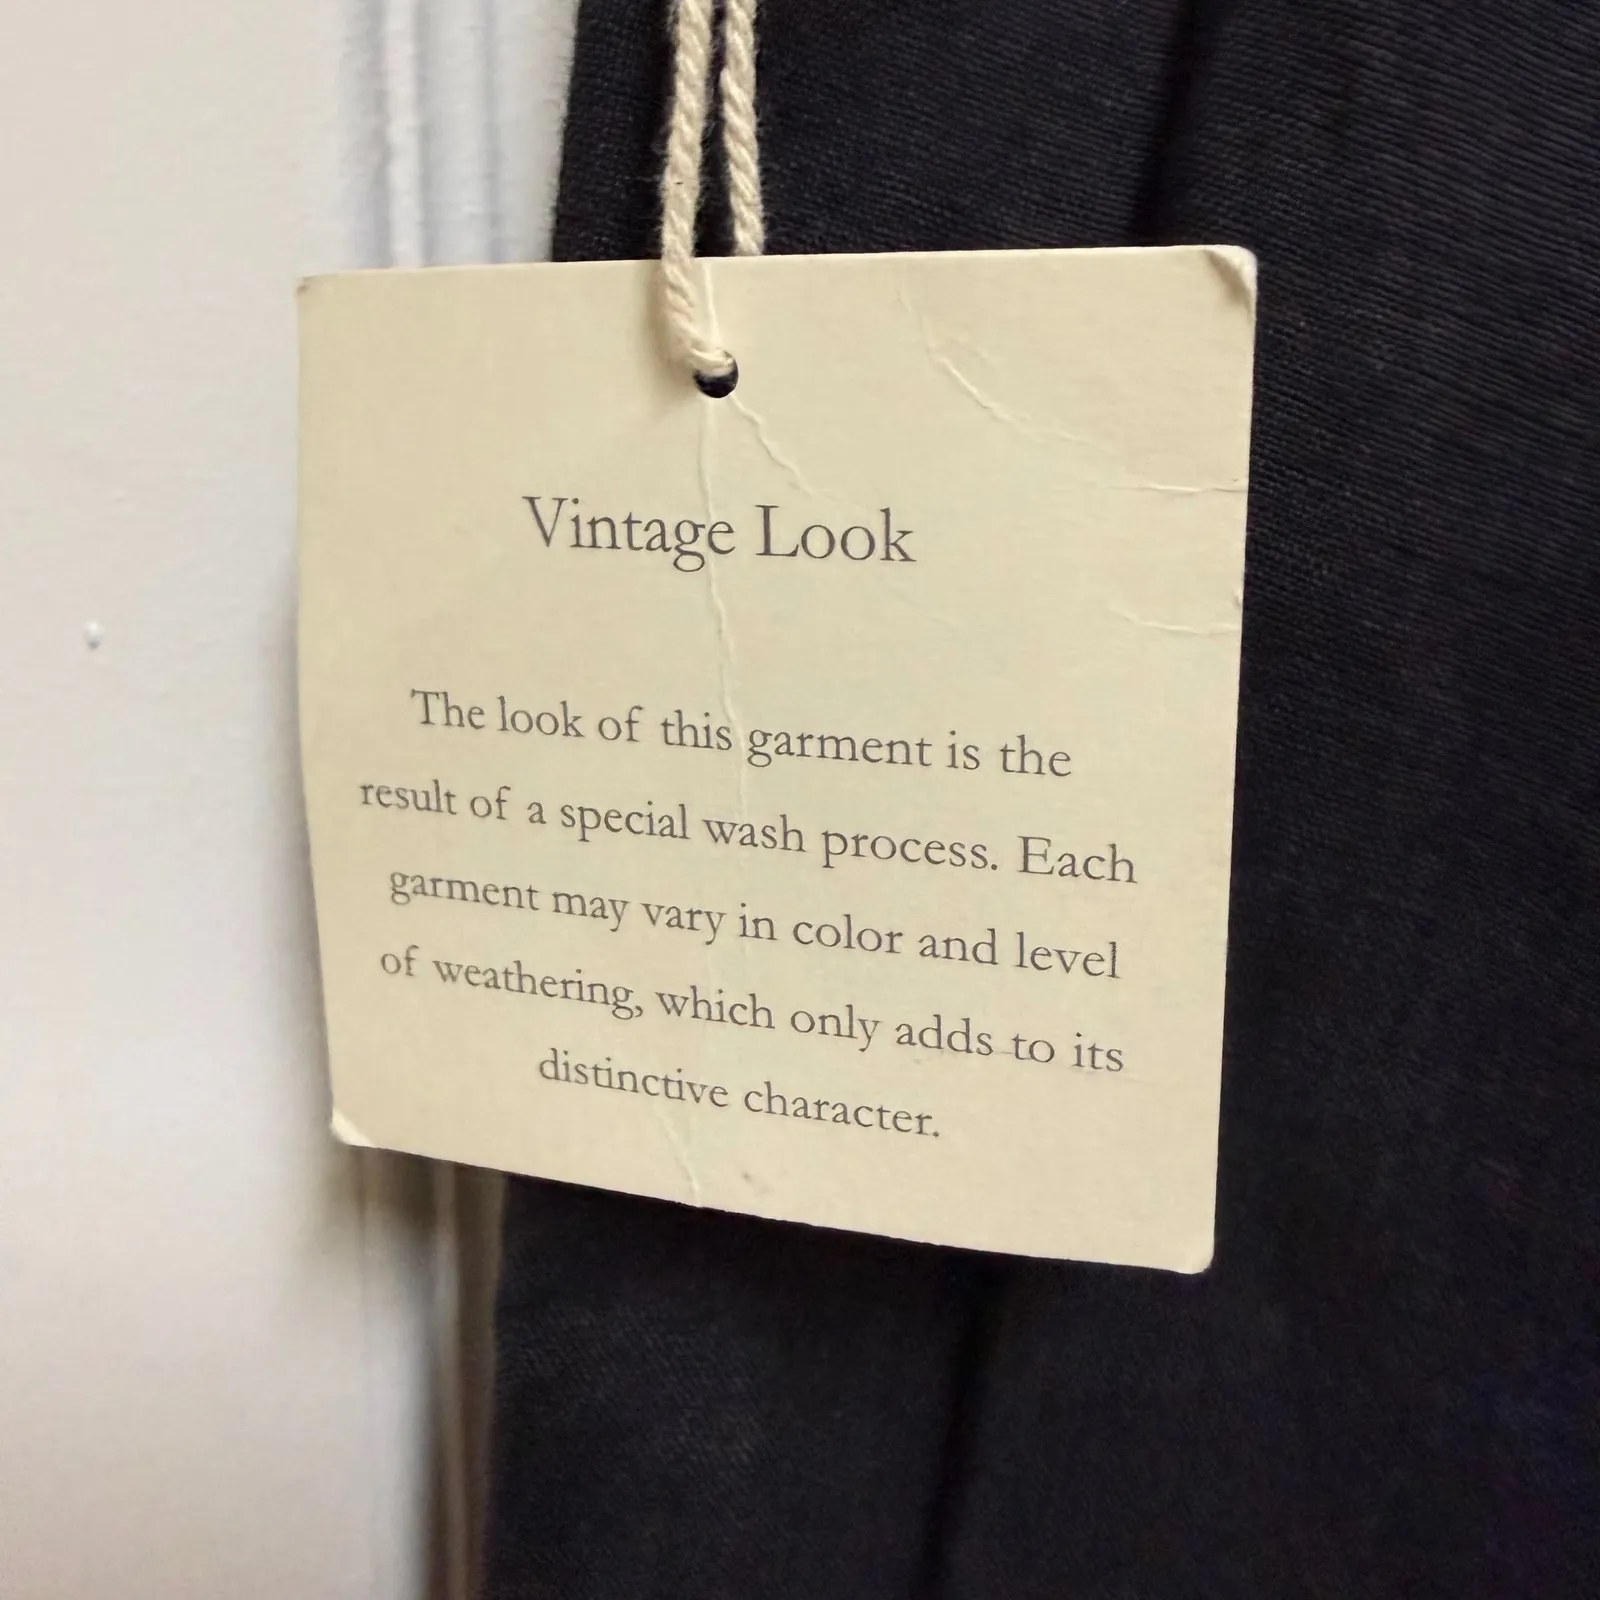 Vintage Look
The look of this garment is the
result of a special wash process. Each
garment may vary in color and level
of weathering, which only adds to its
distinctive character.